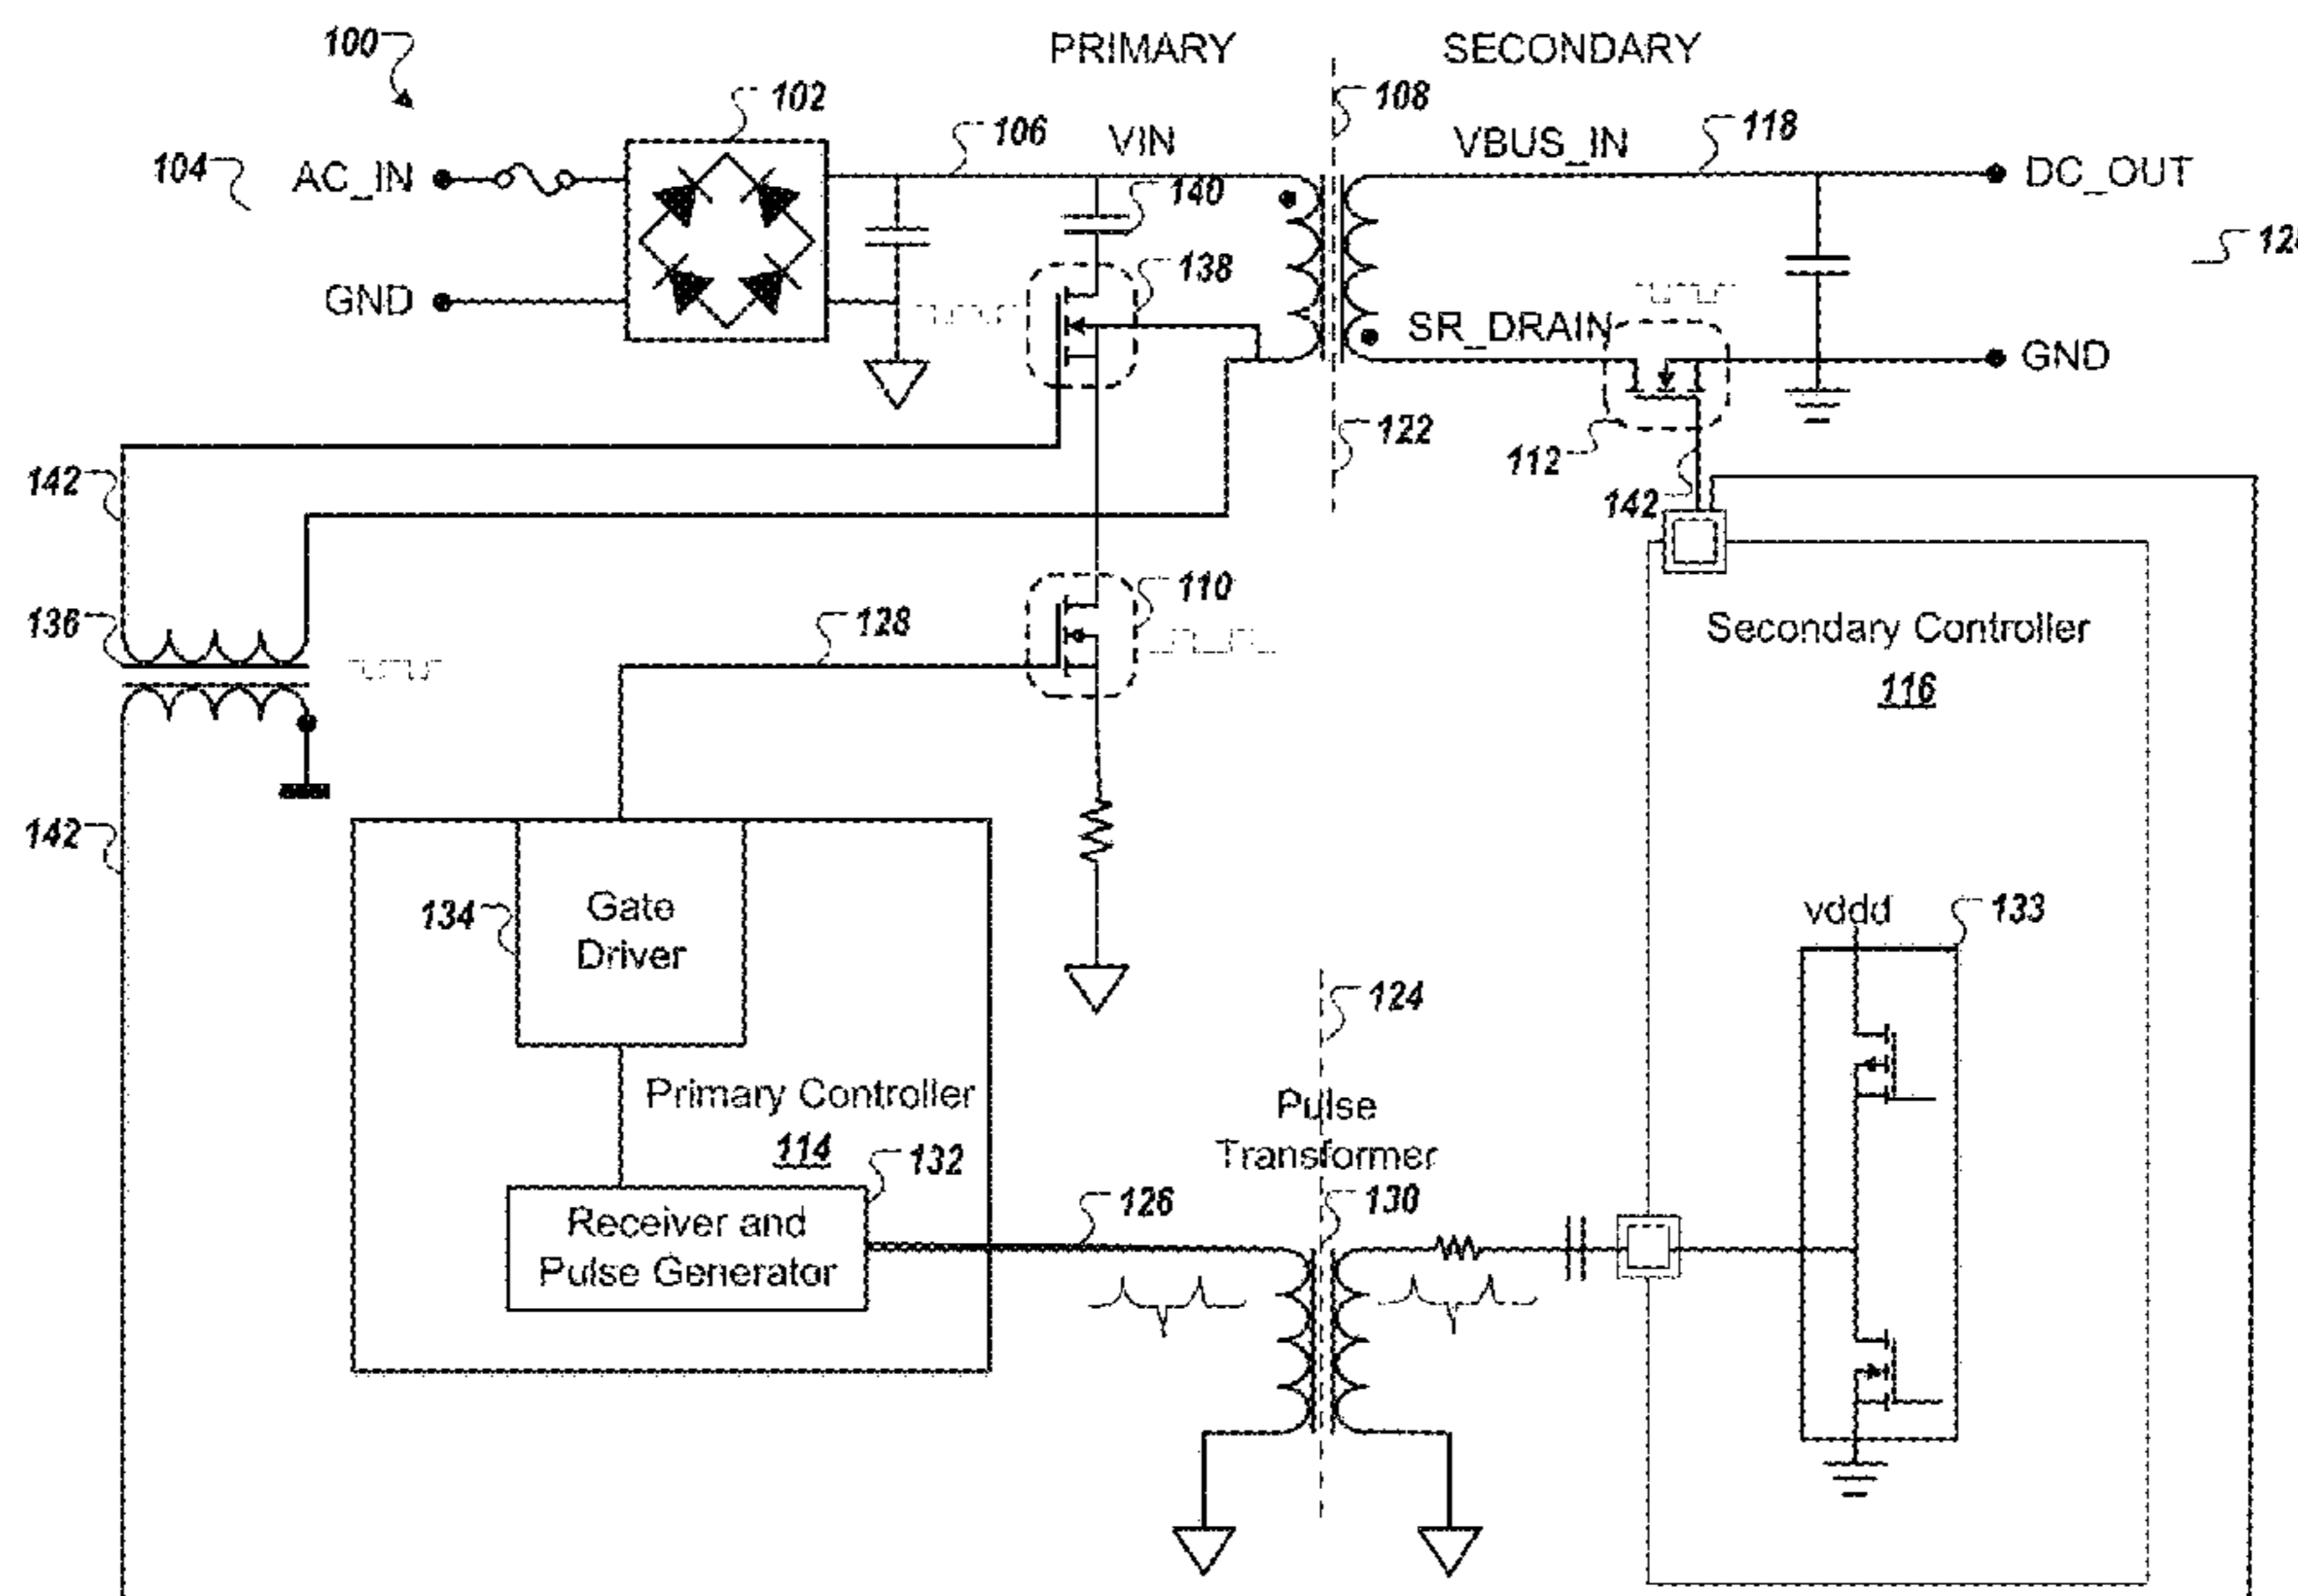 100
PRIMARY
SECONDARY
102
108
104
AC_IN
106
VIN
VBUS_IN
118
DC_OUT
140
138
GND
SR_DRAIN
GND
142
122
112
142
136
128
110
Secondary Controller
116
142
134
Gate
Driver
vddd
133
124
Primary Controller
114
132
Pulse
Transformer
Receiver and
Pulse Generator
126
130